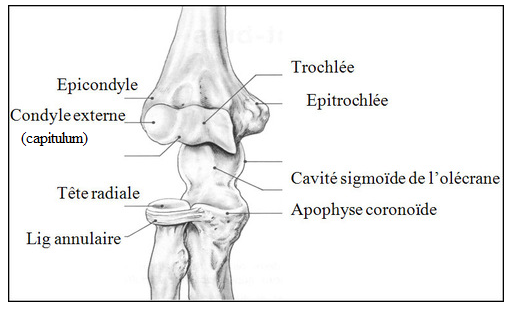 Epicondyle
Condyle externe
(capitulum)
Tête radiale
Lig annulaire
Trochlée
Epitrochlée
Cavité sigmoïde de l'olécrane
Apophyse coronoïde